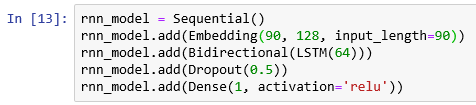 In [13]: rnn_model = Sequential()
rnn_model.add(Embedding(90, 128, input_length=90))
rnn_model.add(Bidirectional(LSTM(64)))
rnn_model.add(Dropout(0.5))
rnn_model.add(Dense(1, activation='relu'))